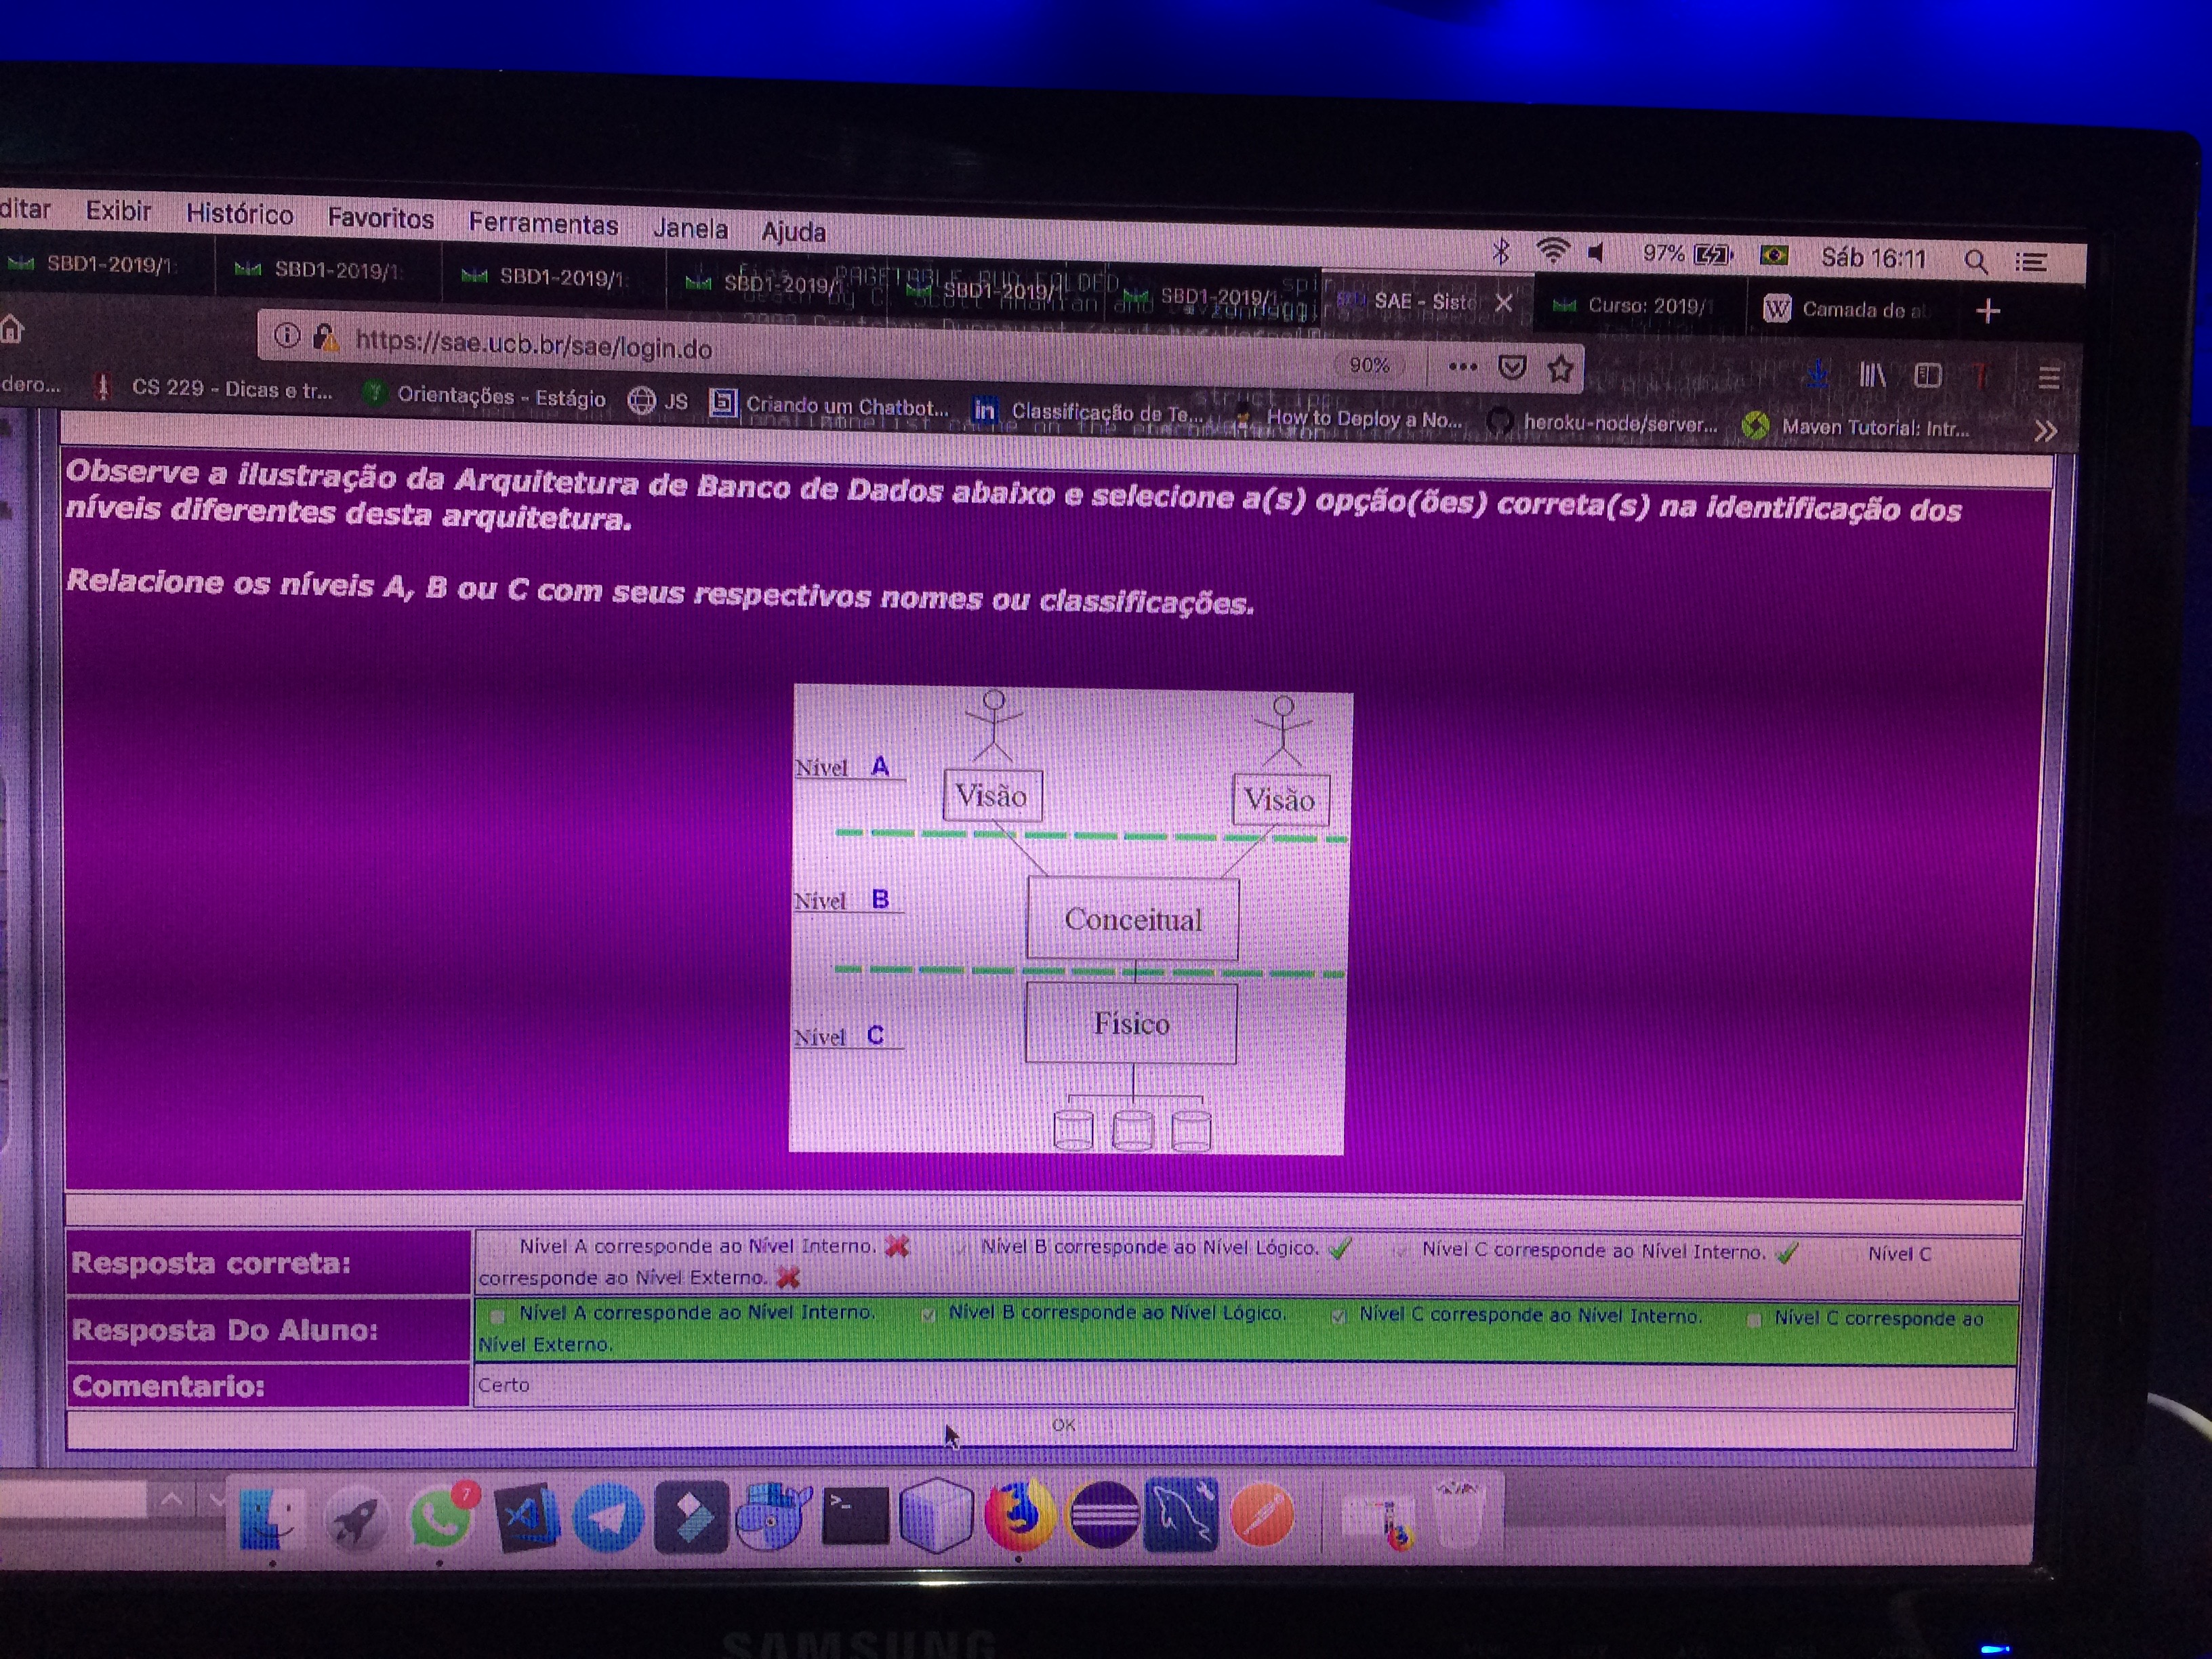 ditar Exibir Histórico Favoritos Ferramentas Janela Ajuda
97% Sáb 16:11
SBD1-2019/1: SBD1-2019/1: SBD1-2019/1: SBD1-2019/1: SBD1-2019/1: SBD1-2019/1: SAE - Siste Curso: 2019/1 Camada de a
https://sae.ucb.br/sae/login.do 90%
dero... CS 229 - Dicas e tr... Orientações - Estágio JS Criando um Chatbot... Classificação de Te... How to Deploy a No... heroku-node/server... Maven Tutorial: Intr...
Observe a ilustração da Arquitetura de Banco de Dados abaixo e selecione a(s) opção(ões) correta(s) na identificação dos
níveis diferentes desta arquitetura.
Relacione os níveis A, B ou C com seus respectivos nomes ou classificações.
Nível A
Visão Visão
Nível B
Conceitual
Físico
Nível C
Resposta correta: Nível A corresponde ao Nível Interno. Nível B corresponde ao Nível Lógico. Nível C corresponde ao Nível Interno. Nível C
corresponde ao Nível Externo.
Resposta Do Aluno: Nível A corresponde ao Nível Interno. Nível B corresponde ao Nível Lógico. Nível C corresponde ao Nível Interno. Nível C corresponde ao
Nível Externo.
Comentario: Certo
OK
7
SAMSUNG